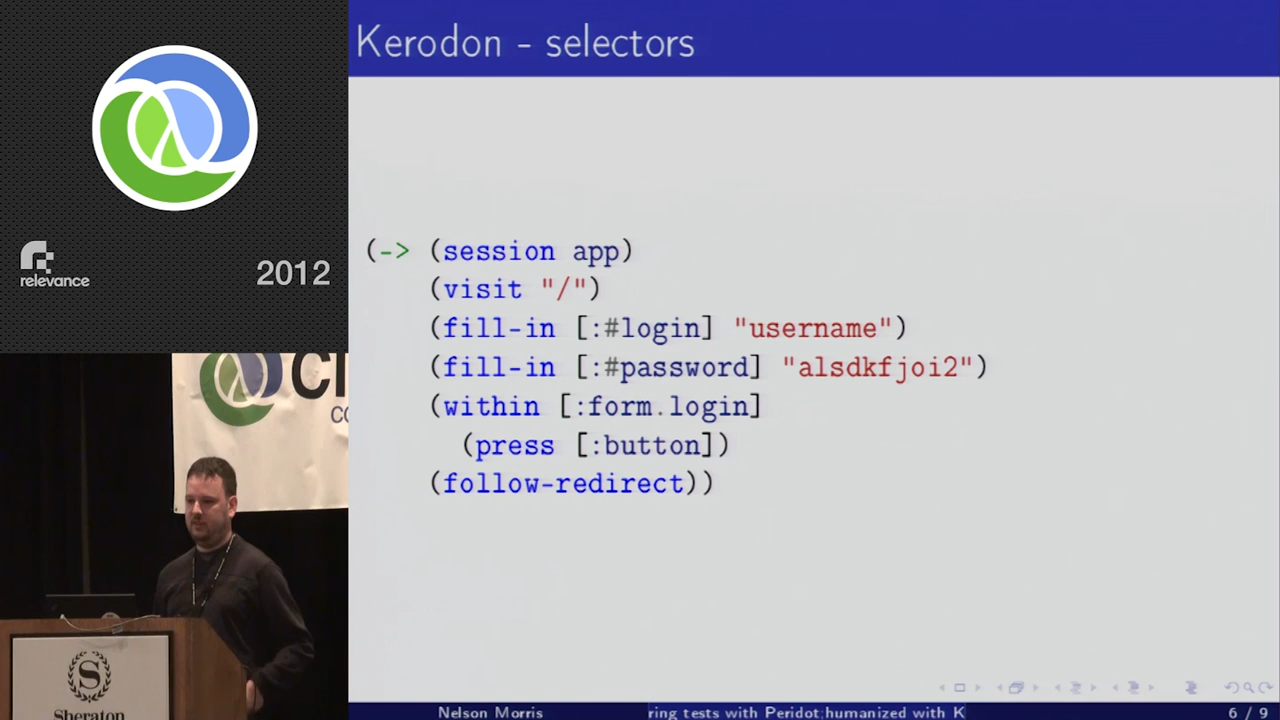 Kerodon - selectors
(-> (session app)
(visit "/")
(fill-in [:#login] "username")
(fill-in [:#password] "alsdkfjoi2")
(within [:form.login]
(press [:button])
(follow-redirect))
relevance
2012
S
Sheraton
Nelson Morris
ring tests with Peridot;humanized with K
6 / 9